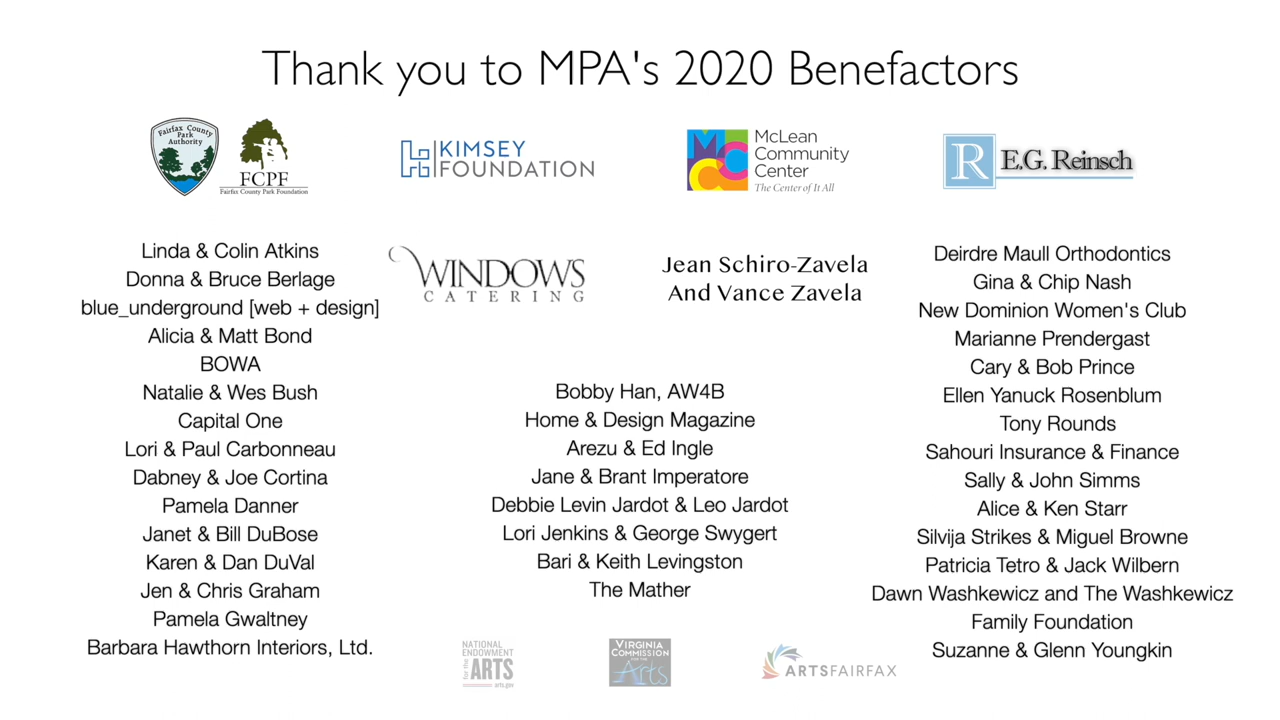 Thank you to MPA's 2020 Benefactors
Fairfax County
Park
Authority
FCPF
Fairfax County Park Foundation
KIMSEY
FOUNDATION
MCC
McLean
Community
Center
The Center of It All
R E.G. Reinsch
Linda & Colin Atkins
Donna & Bruce Berlage
blue_underground [web + design]
Alicia & Matt Bond
BOWA
Natalie & Wes Bush
Capital One
Lori & Paul Carbonneau
Dabney & Joe Cortina
Pamela Danner
Janet & Bill DuBose
Karen & Dan DuVal
Jen & Chris Graham
Pamela Gwaltney
Barbara Hawthorn Interiors, Ltd.
WINDOWS
CATERING
Jean Schiro-Zavela
And Vance Zavela
Bobby Han, AW4B
Home & Design Magazine
Arezu & Ed Ingle
Jane & Brant Imperatore
Debbie Levin Jardot & Leo Jardot
Lori Jenkins & George Swygert
Bari & Keith Levingston
The Mather
Deirdre Maull Orthodontics
Gina & Chip Nash
New Dominion Women's Club
Marianne Prendergast
Cary & Bob Prince
Ellen Yanuck Rosenblum
Tony Rounds
Sahouri Insurance & Finance
Sally & John Simms
Alice & Ken Starr
Silvija Strikes & Miguel Browne
Patricia Tetro & Jack Wilbern
Dawn Washkewicz and The Washkewicz
Family Foundation
Suzanne & Glenn Youngkin
NATIONAL
ENDOWMENT
for the ARTS
arts.gov
VIRGINIA
COMMISSION
FOR THE
Arts
ARTSFAIRFAX